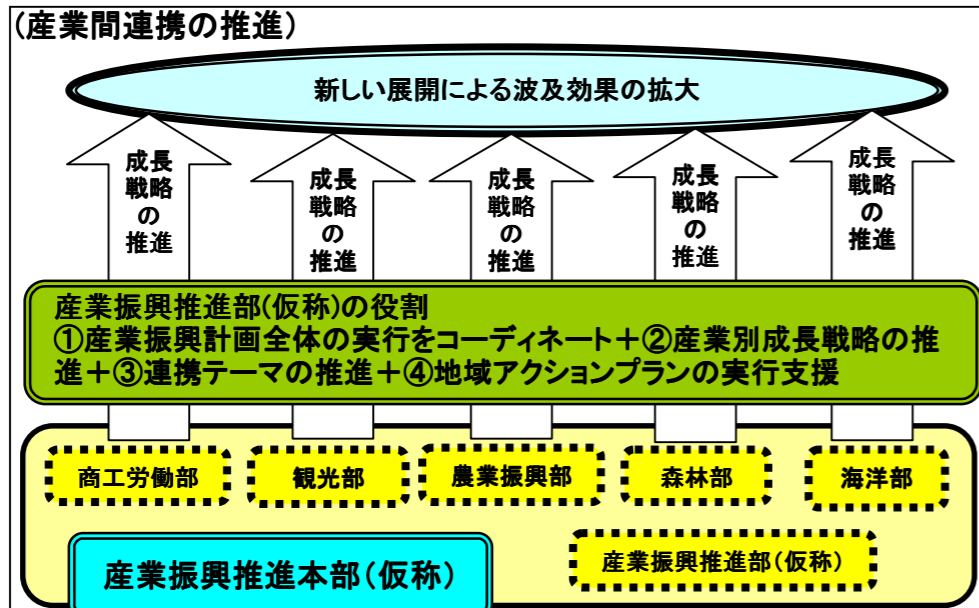 (産業間連携の推進)
新しい展開による波及効果の拡大
成長
戦略
の
推進
成長
戦略
の
推進
成長
戦略
の
推進
成長
戦略
の
推進
成長
戦略
の
推進
産業振興推進部(仮称)の役割
①産業振興計画全体の実行をコーディネート+②産業別成長戦略の推
進+③連携テーマの推進+④地域アクションプランの実行支援
商工労働部
観光部
農業振興部
森林部
海洋部
産業振興推進部(仮称)
産業振興推進本部(仮称)